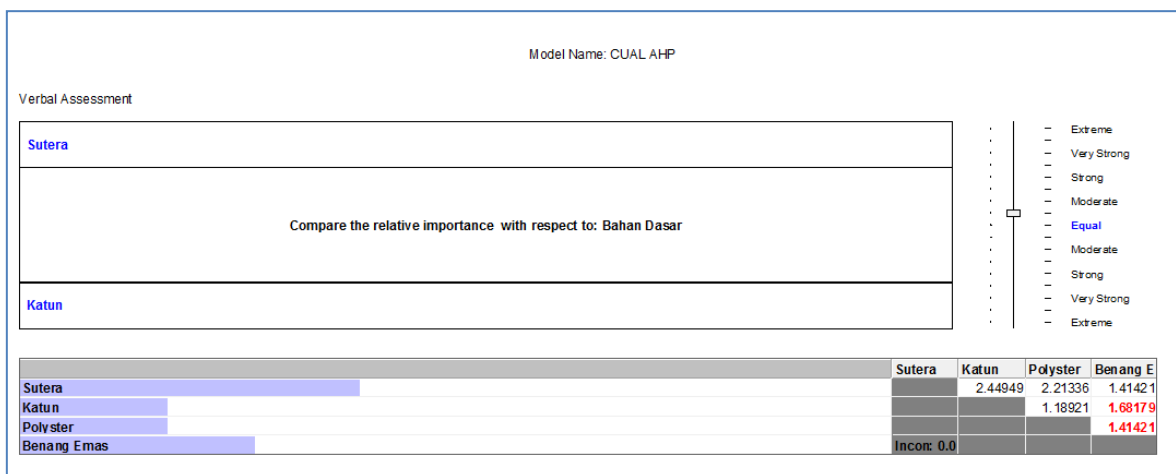 Model Name: CUAL AHP
Verbal Assessment
Sutera
Compare the relative importance with respect to: Bahan Dasar
Katun
Extreme
Very Strong
Strong
Moderate
Equal
Moderate
Strong
Very Strong
Extreme
Sutera Katun Polyster Benang E
Sutera 2.44949 2.21336 1.41421
Katun 1.18921 1.68179
Polyster 1.41421
Benang Emas Incon: 0.0